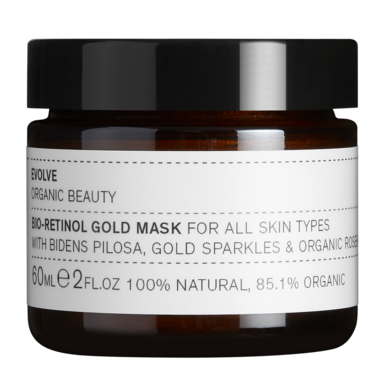 EVOLVE
ORGANIC BEAUTY
BIO-RETINOL GOLD MASK FOR ALL SKIN TYPES
WITH BIDENS PILOSA, GOLD SPARKLES & ORGANIC ROSE
60ML e 2FL.OZ 100% NATURAL, 85.1% ORGANIC